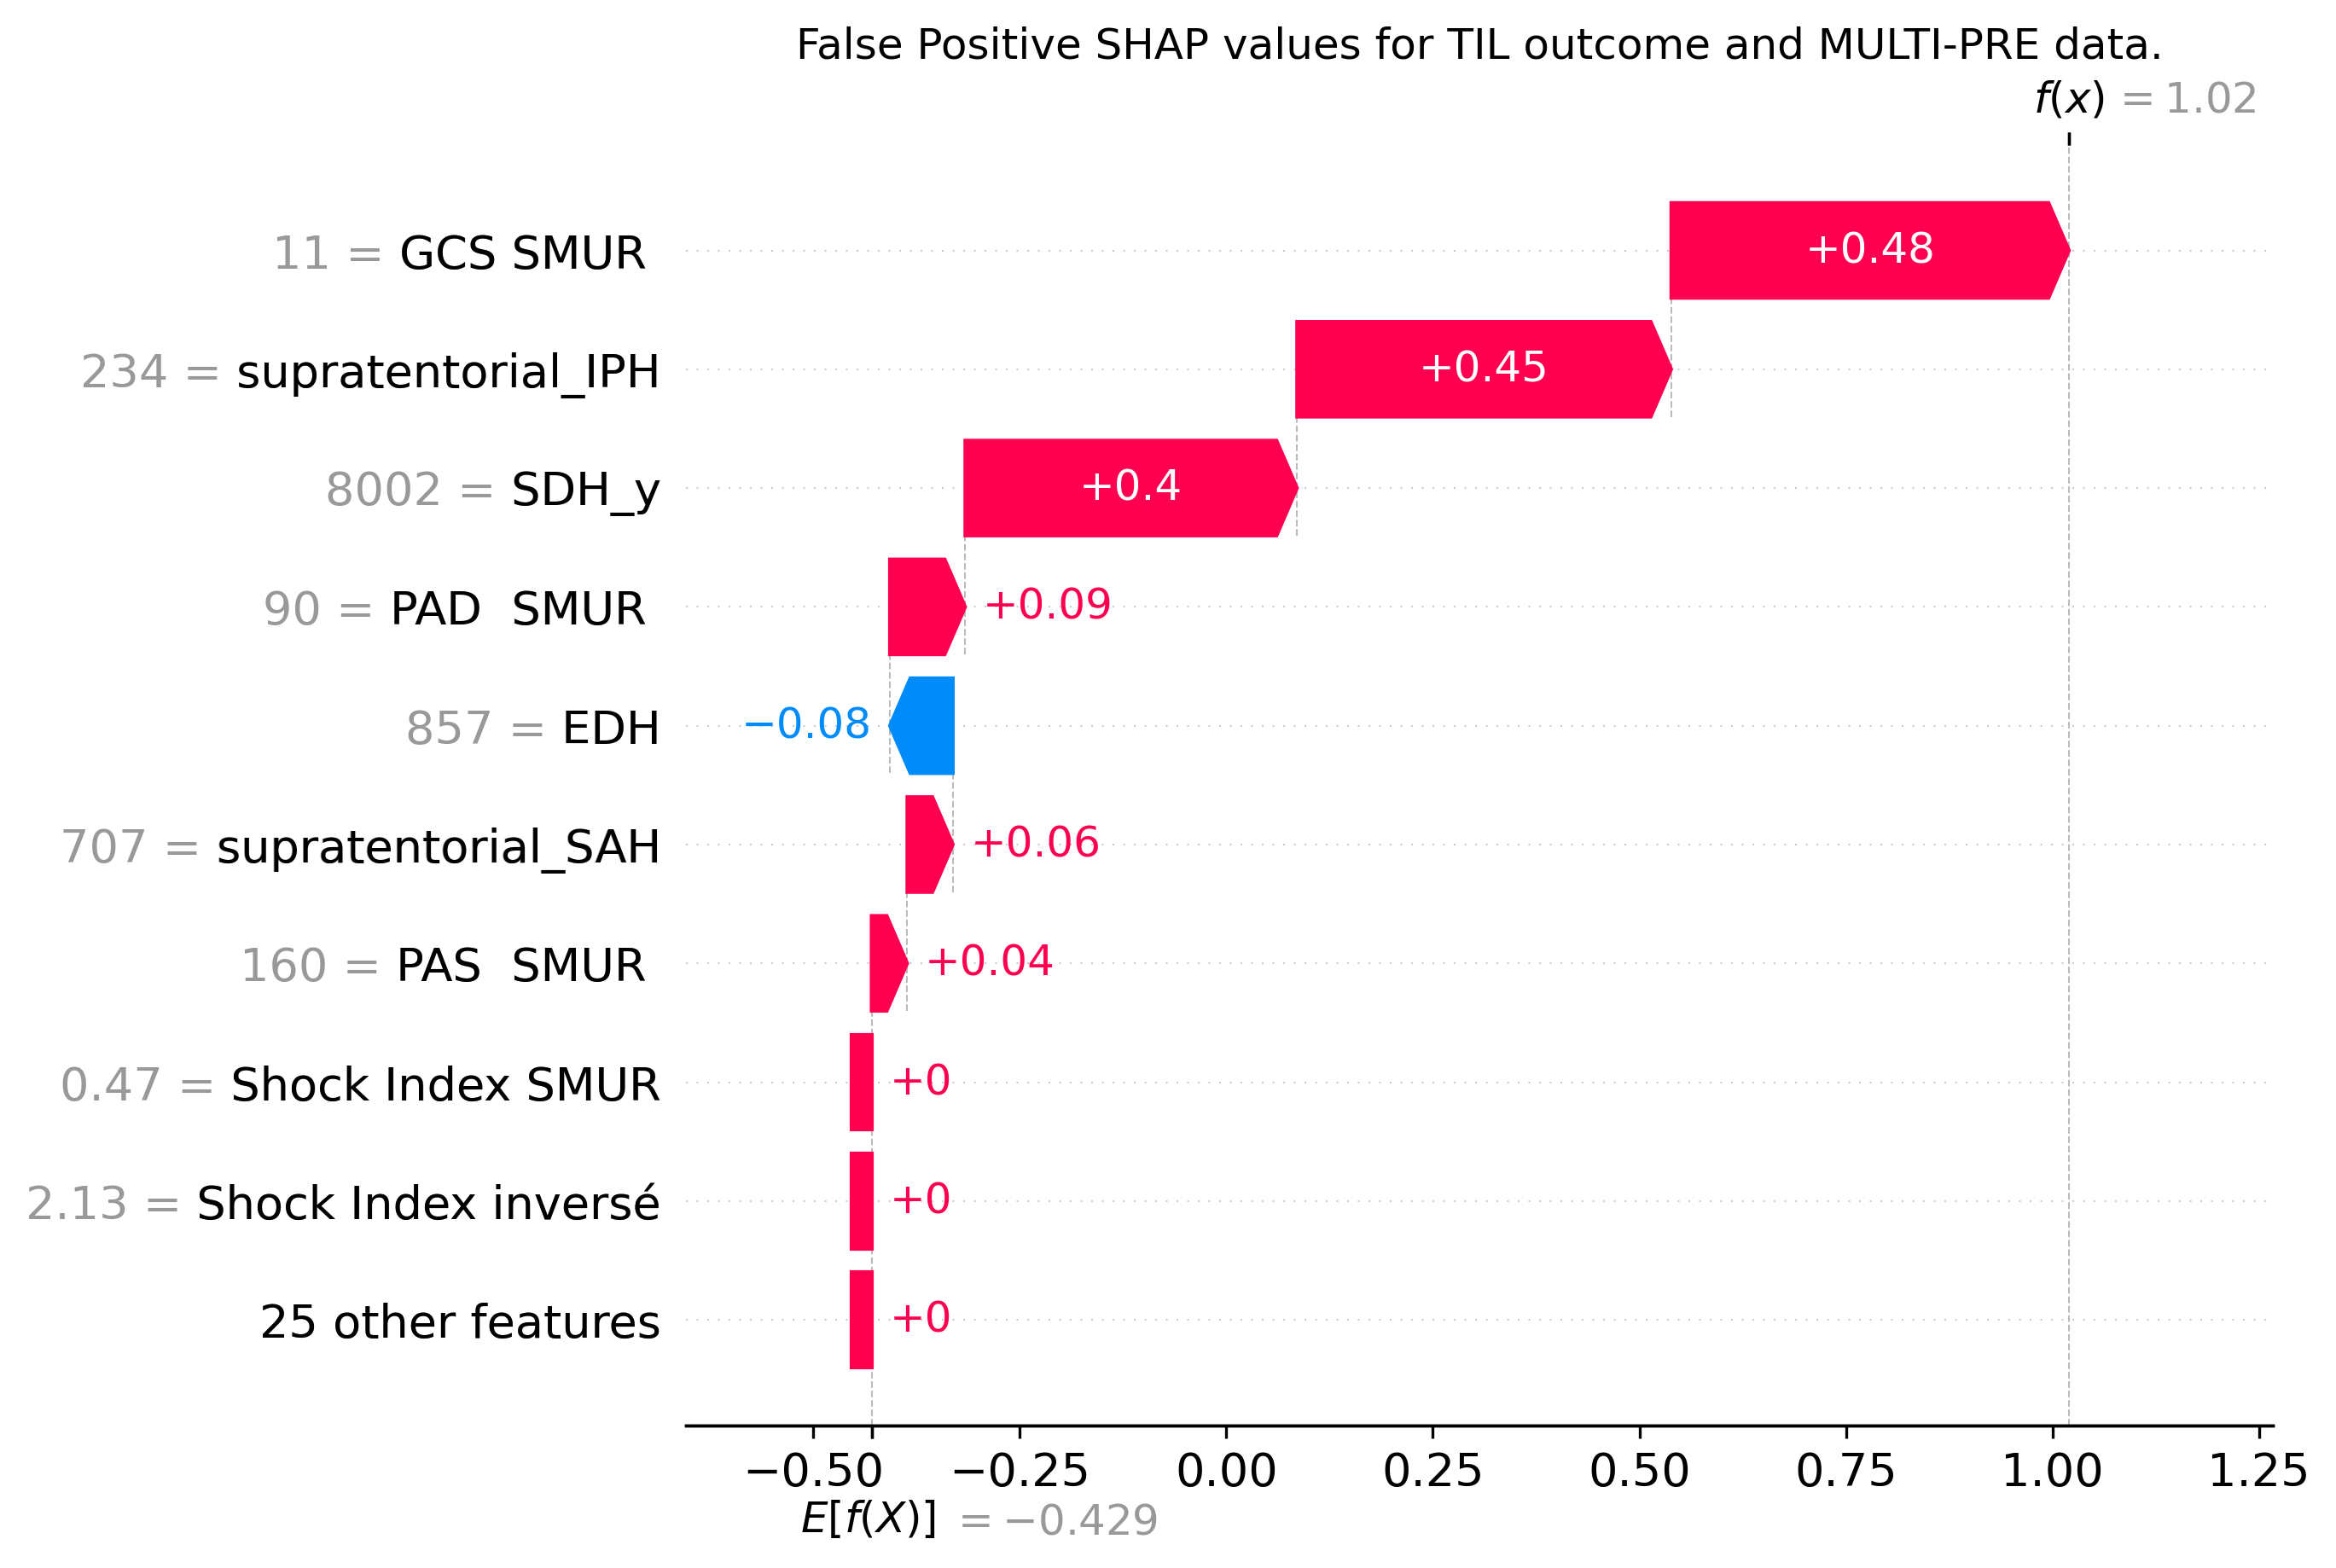 False Positive SHAP values for TIL outcome and MULTI-PRE data.
f(x) = 1.02
11 = GCS SMUR +0.48
234 = supratentorial_IPH +0.45
8002 = SDH_y +0.4
90 = PAD  SMUR +0.09
857 = EDH −0.08
707 = supratentorial_SAH +0.06
160 = PAS  SMUR +0.04
0.47 = Shock Index SMUR +0
2.13 = Shock Index inversé +0
25 other features +0
−0.50 −0.25 0.00 0.25 0.50 0.75 1.00 1.25
E[f(X)] = −0.429